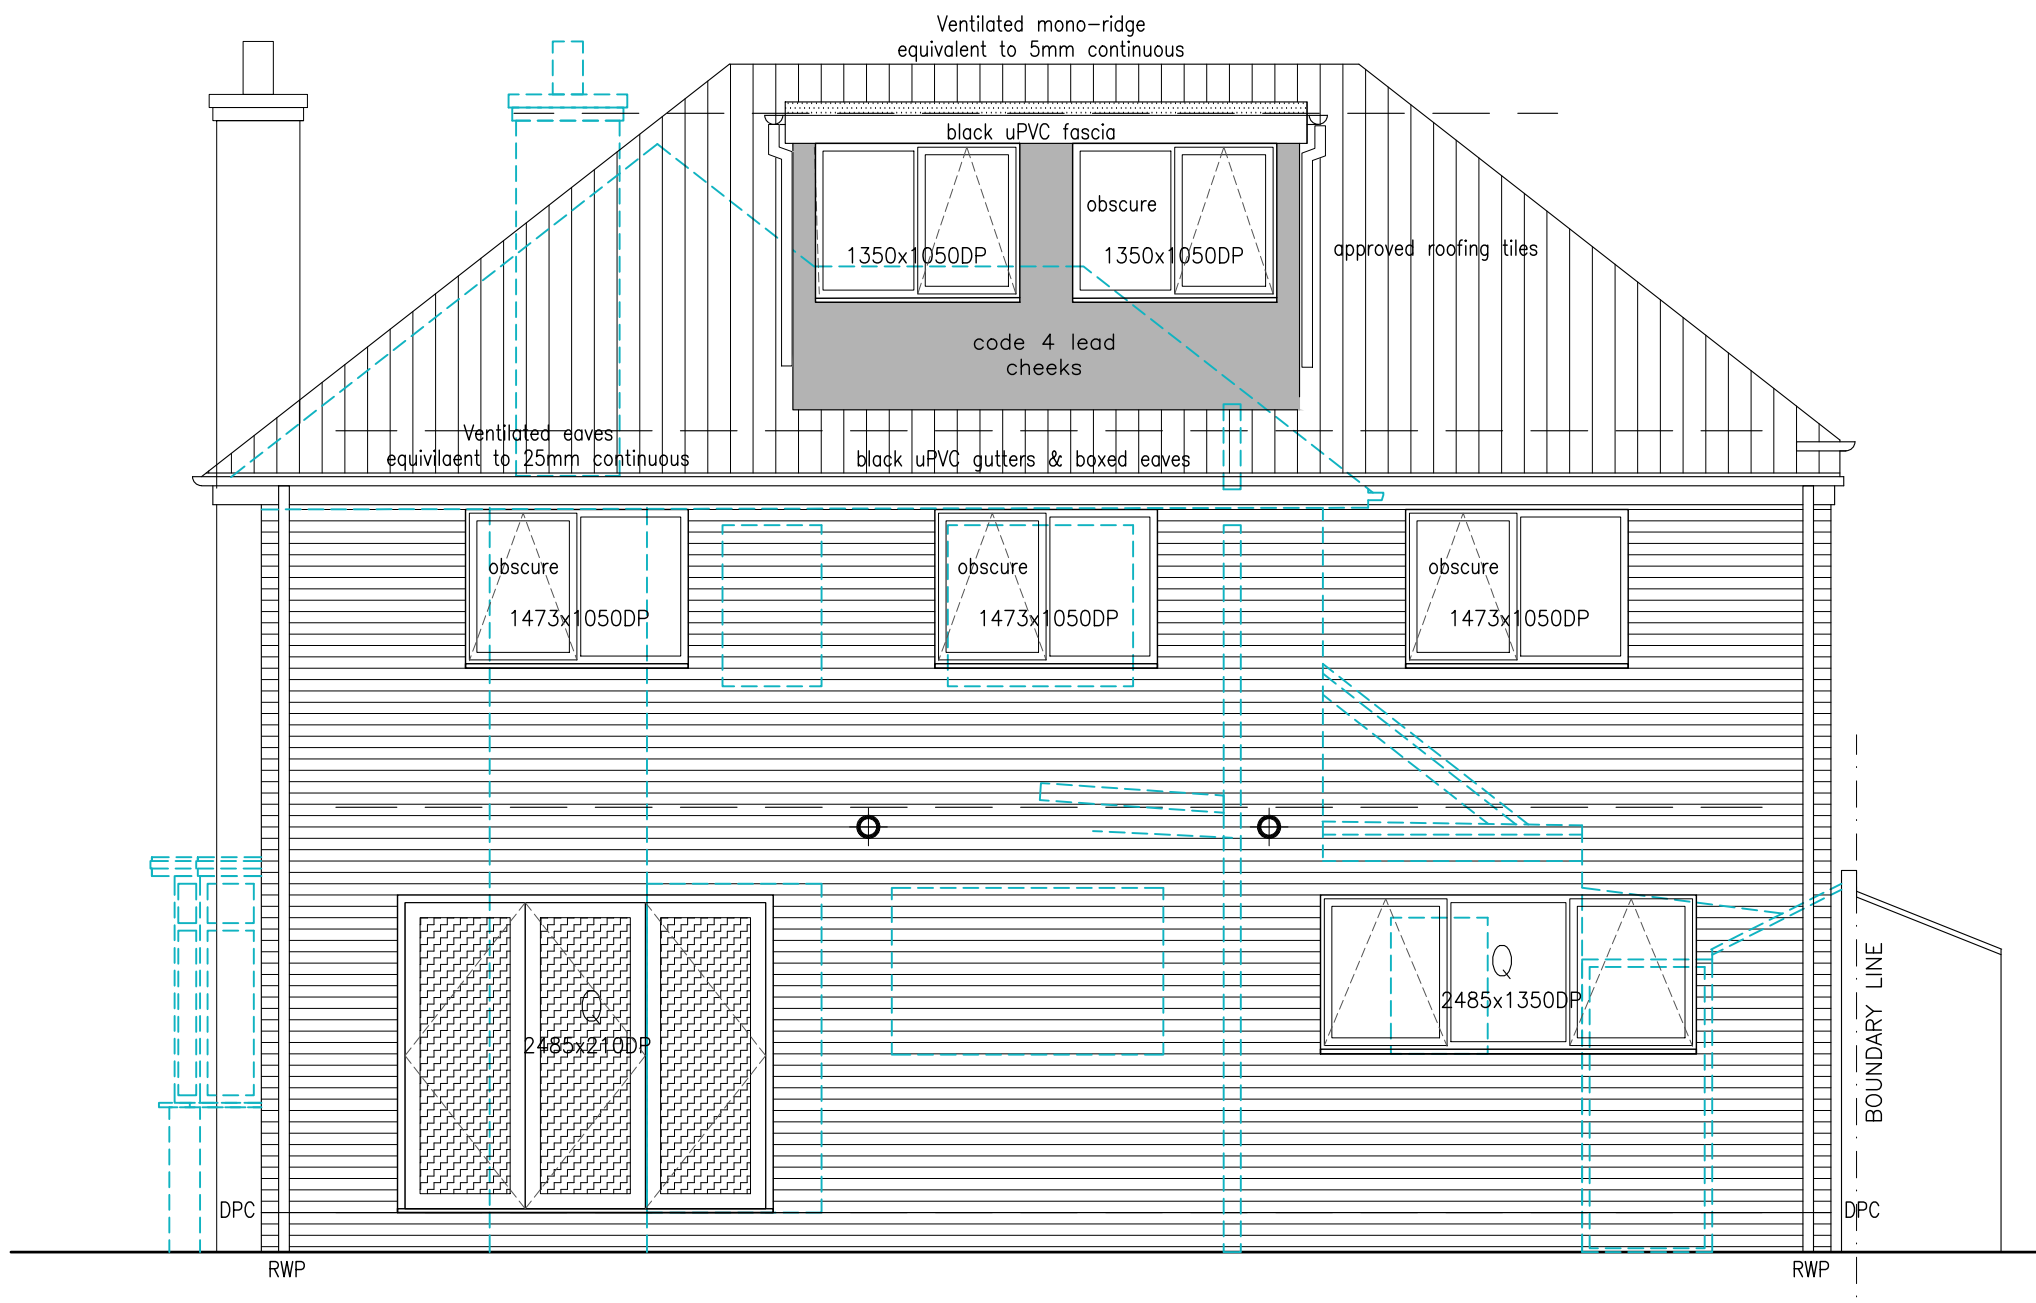 Ventilated mono-ridge
equivalent to 5mm continuous
black uPVC fascia
obscure
1350x1050DP
1350x1050DP
approved roofing tiles
code 4 lead
cheeks
Ventilated eaves
equivilaent to 25mm continuous
black uPVC gutters & boxed eaves
obscure
1473x1050DP
obscure
1473x1050DP
obscure
1473x1050DP
Q
2485x210DP
Q
2485x1350DP
BOUNDARY LINE
DPC
DPC
RWP
RWP